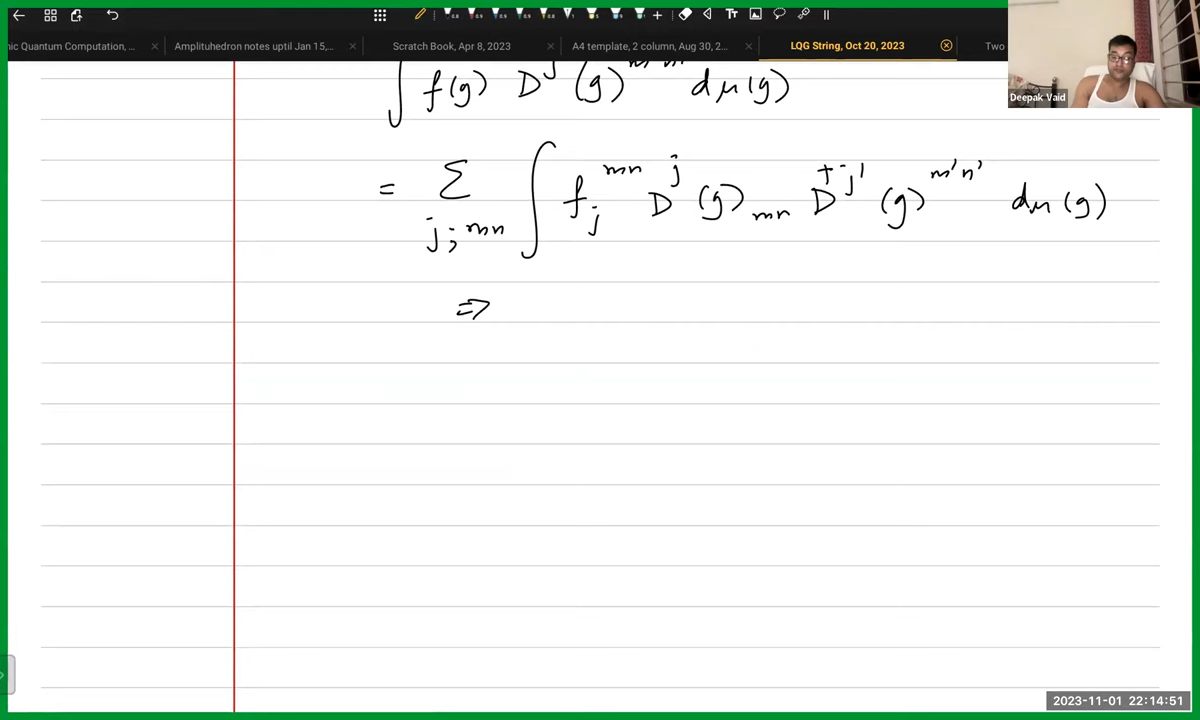 nic Quantum Computation, ... Amplituhedron notes uptil Jan 15,... Scratch Book, Apr 8, 2023 A4 template, 2 column, Aug 30, 2... LQG String, Oct 20, 2023 Two
Deepak Vaid
∫ f(g) D^j (g)^{m'n'} dμ(g)
= Σ_{j; mn} ∫ f_j^{mn} D^j (g)_{mn} D^{† j'} (g)^{m'n'} dμ(g)
⇒
2023-11-01 22:14:51